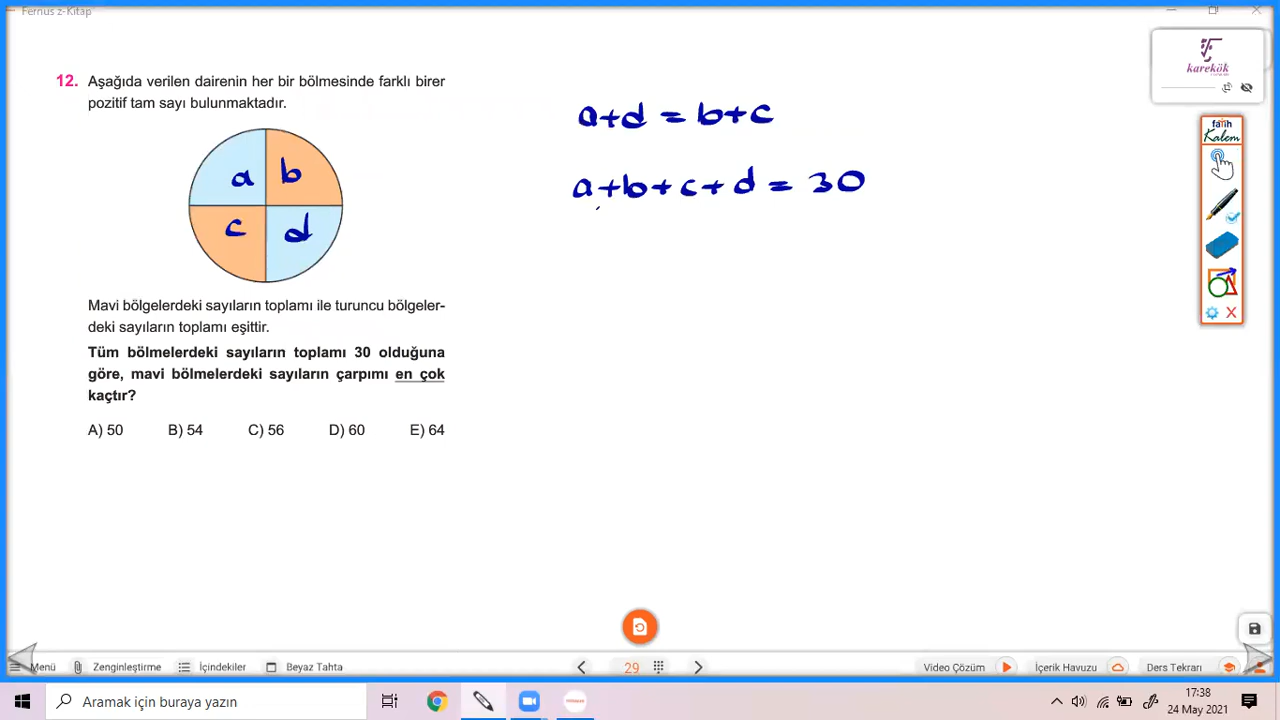 Fernus z-Kitap
12. Aşağıda verilen dairenin her bir bölmesinde farklı birer
pozitif tam sayı bulunmaktadır.
a b
c d
Mavi bölgelerdeki sayıların toplamı ile turuncu bölgeler-
deki sayıların toplamı eşittir.
Tüm bölmelerdeki sayıların toplamı 30 olduğuna
göre, mavi bölmelerdeki sayıların çarpımı en çok
kaçtır?
A) 50 B) 54 C) 56 D) 60 E) 64
a+d = b+c
a+b+c+d = 30
karekök
fatih
Kalem
Menü Zenginleştirme İçindekiler Beyaz Tahta 29 Video Çözüm İçerik Havuzu Ders Tekrarı
Aramak için buraya yazın
17:38
24 May 2021